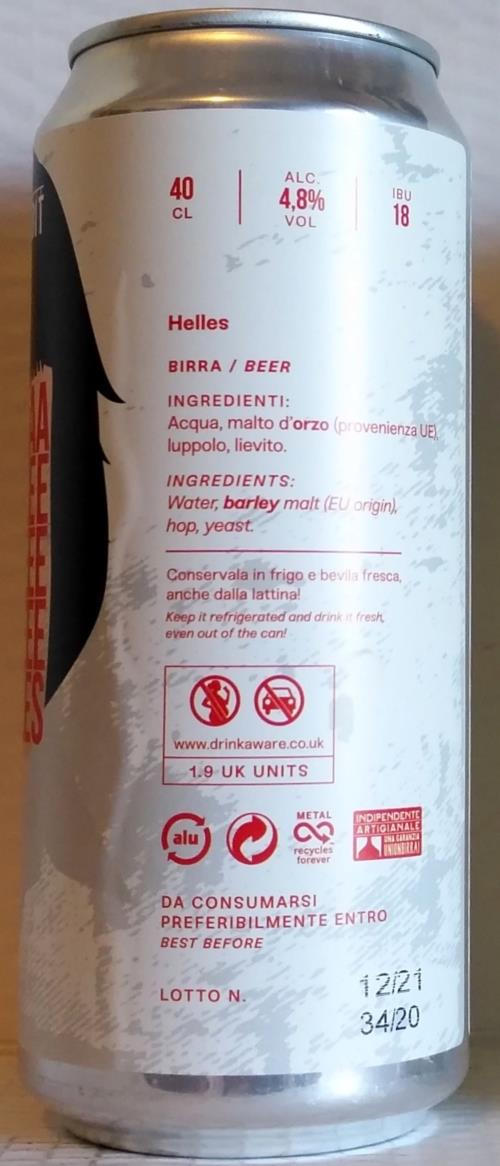 40
CL
ALC.
4,8%
VOL
IBU
18
Helles
BIRRA / BEER
INGREDIENTI:
Acqua, malto d'orzo (provenienza UE),
luppolo, lievito.
INGREDIENTS:
Water, barley malt (EU origin),
hop, yeast.
Conservala in frigo e bevila fresca,
anche dalla lattina!
Keep it refrigerated and drink it fresh,
even out of the can!
www.drinkaware.co.uk
1.9 UK UNITS
alu
METAL
recycles
forever
INDIPENDENTE
ARTIGIANALE
UNA GARANZIA
UNIONBIRRAI
DA CONSUMARSI
PREFERIBILMENTE ENTRO
BEST BEFORE
12/21
LOTTO N.
34/20